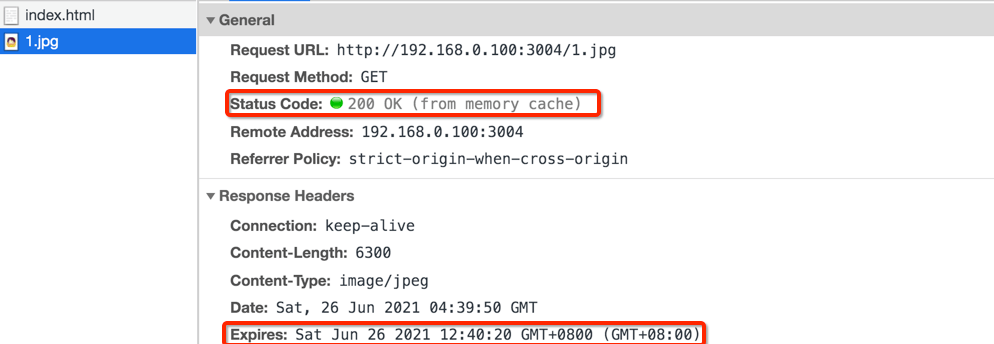 index.html
1.jpg
▼ General
Request URL: http://192.168.0.100:3004/1.jpg
Request Method: GET
Status Code: 200 OK (from memory cache)
Remote Address: 192.168.0.100:3004
Referrer Policy: strict-origin-when-cross-origin
▼ Response Headers
Connection: keep-alive
Content-Length: 6300
Content-Type: image/jpeg
Date: Sat, 26 Jun 2021 04:39:50 GMT
Expires: Sat Jun 26 2021 12:40:20 GMT+0800 (GMT+08:00)